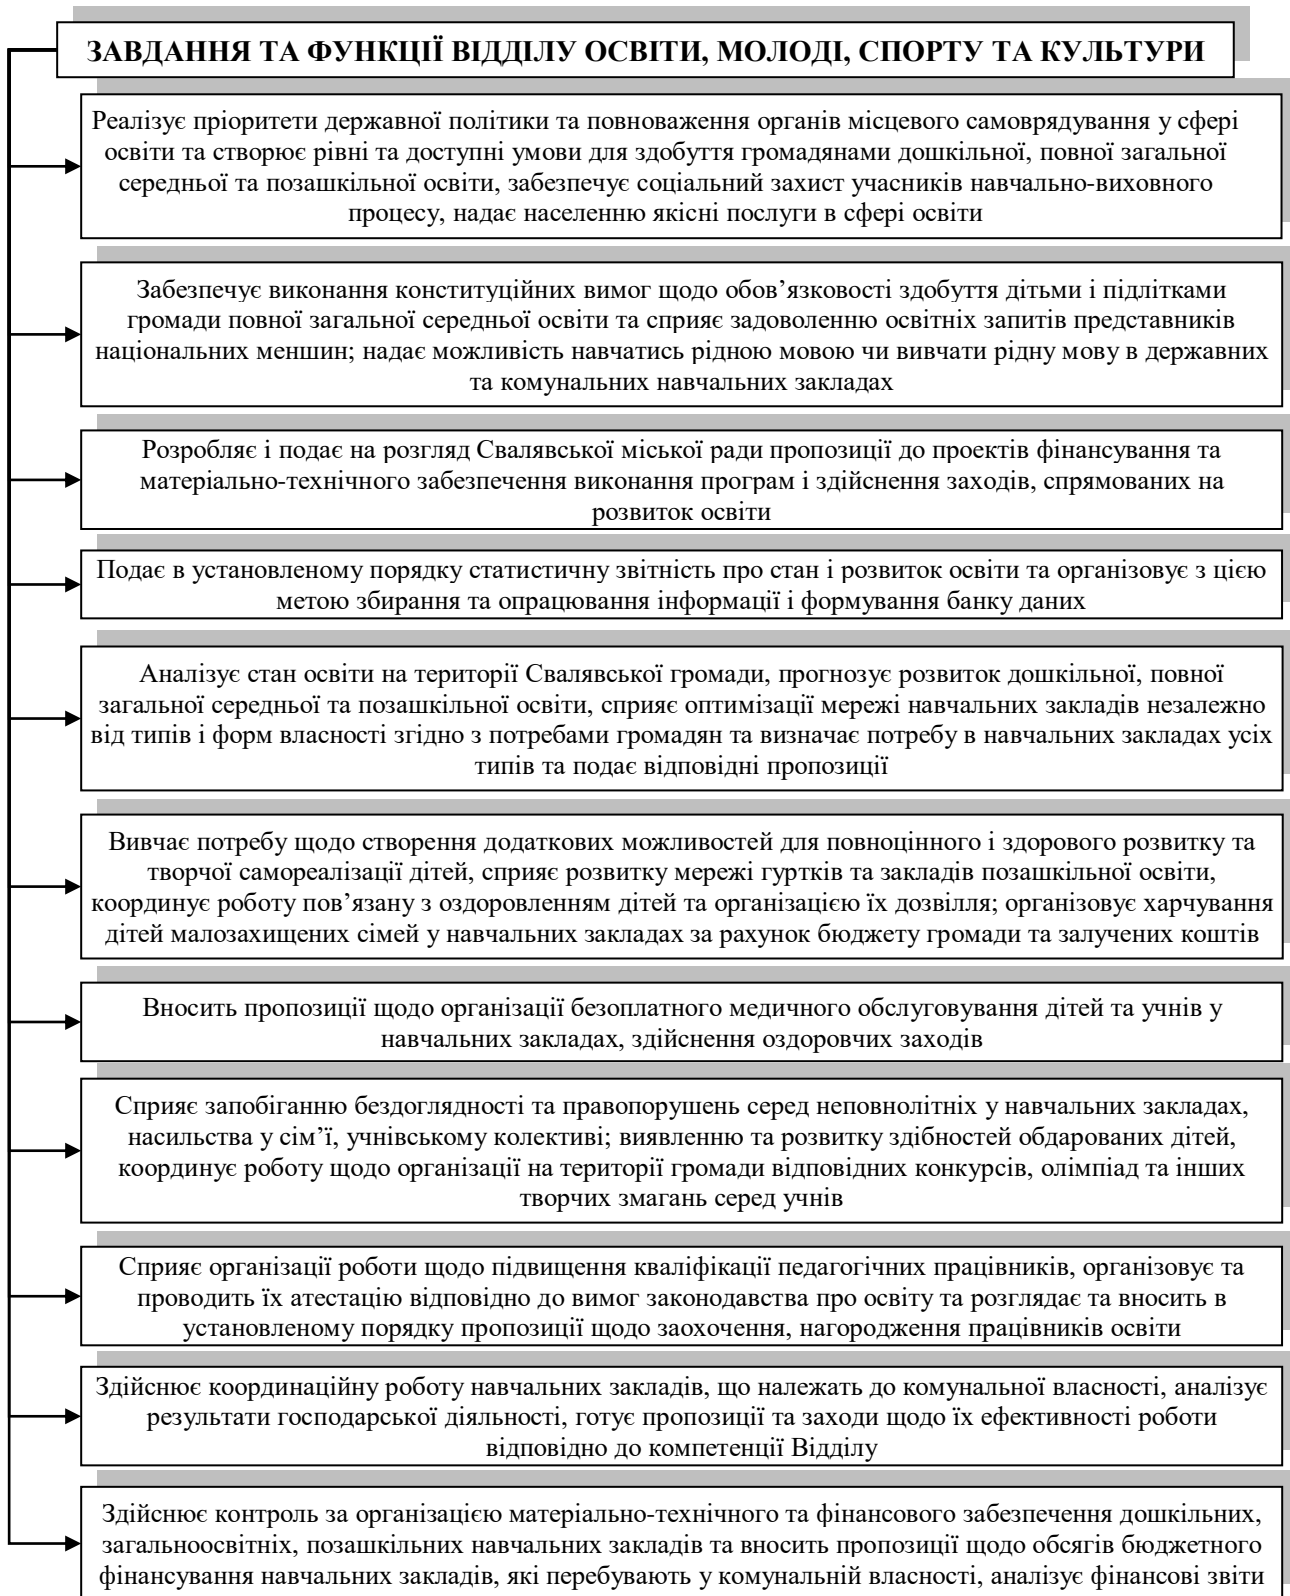 ЗАВДАННЯ ТА ФУНКЦІЇ ВІДДІЛУ ОСВІТИ, МОЛОДІ, СПОРТУ ТА КУЛЬТУРИ
Реалізує пріоритети державної політики та повноваження органів місцевого самоврядування у сфері
освіти та створює рівні та доступні умови для здобуття громадянами дошкільної, повної загальної
середньої та позашкільної освіти, забезпечує соціальний захист учасників навчально-виховного
процесу, надає населенню якісні послуги в сфері освіти
Забезпечує виконання конституційних вимог щодо обов’язковості здобуття дітьми і підлітками
громади повної загальної середньої освіти та сприяє задоволенню освітніх запитів представників
національних меншин; надає можливість навчатись рідною мовою чи вивчати рідну мову в державних
та комунальних навчальних закладах
Розробляє і подає на розгляд Свалявської міської ради пропозиції до проектів фінансування та
матеріально-технічного забезпечення виконання програм і здійснення заходів, спрямованих на
розвиток освіти
Подає в установленому порядку статистичну звітність про стан і розвиток освіти та організовує з цією
метою збирання та опрацювання інформації і формування банку даних
Аналізує стан освіти на території Свалявської громади, прогнозує розвиток дошкільної, повної
загальної середньої та позашкільної освіти, сприяє оптимізації мережі навчальних закладів незалежно
від типів і форм власності згідно з потребами громадян та визначає потребу в навчальних закладах усіх
типів та подає відповідні пропозиції
Вивчає потребу щодо створення додаткових можливостей для повноцінного і здорового розвитку та
творчої самореалізації дітей, сприяє розвитку мережі гуртків та закладів позашкільної освіти,
координує роботу пов’язану з оздоровленням дітей та організацією їх дозвілля; організовує харчування
дітей малозахищених сімей у навчальних закладах за рахунок бюджету громади та залучених коштів
Вносить пропозиції щодо організації безоплатного медичного обслуговування дітей та учнів у
навчальних закладах, здійснення оздоровчих заходів
Сприяє запобіганню бездоглядності та правопорушень серед неповнолітніх у навчальних закладах,
насильства у сім’ї, учнівському колективі; виявленню та розвитку здібностей обдарованих дітей,
координує роботу щодо організації на території громади відповідних конкурсів, олімпіад та інших
творчих змагань серед учнів
Сприяє організації роботи щодо підвищення кваліфікації педагогічних працівників, організовує та
проводить їх атестацію відповідно до вимог законодавства про освіту та розглядає та вносить в
установленому порядку пропозиції щодо заохочення, нагородження працівників освіти
Здійснює координаційну роботу навчальних закладів, що належать до комунальної власності, аналізує
результати господарської діяльності, готує пропозиції та заходи щодо їх ефективності роботи
відповідно до компетенції Відділу
Здійснює контроль за організацією матеріально-технічного та фінансового забезпечення дошкільних,
загальноосвітніх, позашкільних навчальних закладів та вносить пропозиції щодо обсягів бюджетного
фінансування навчальних закладів, які перебувають у комунальній власності, аналізує фінансові звіти